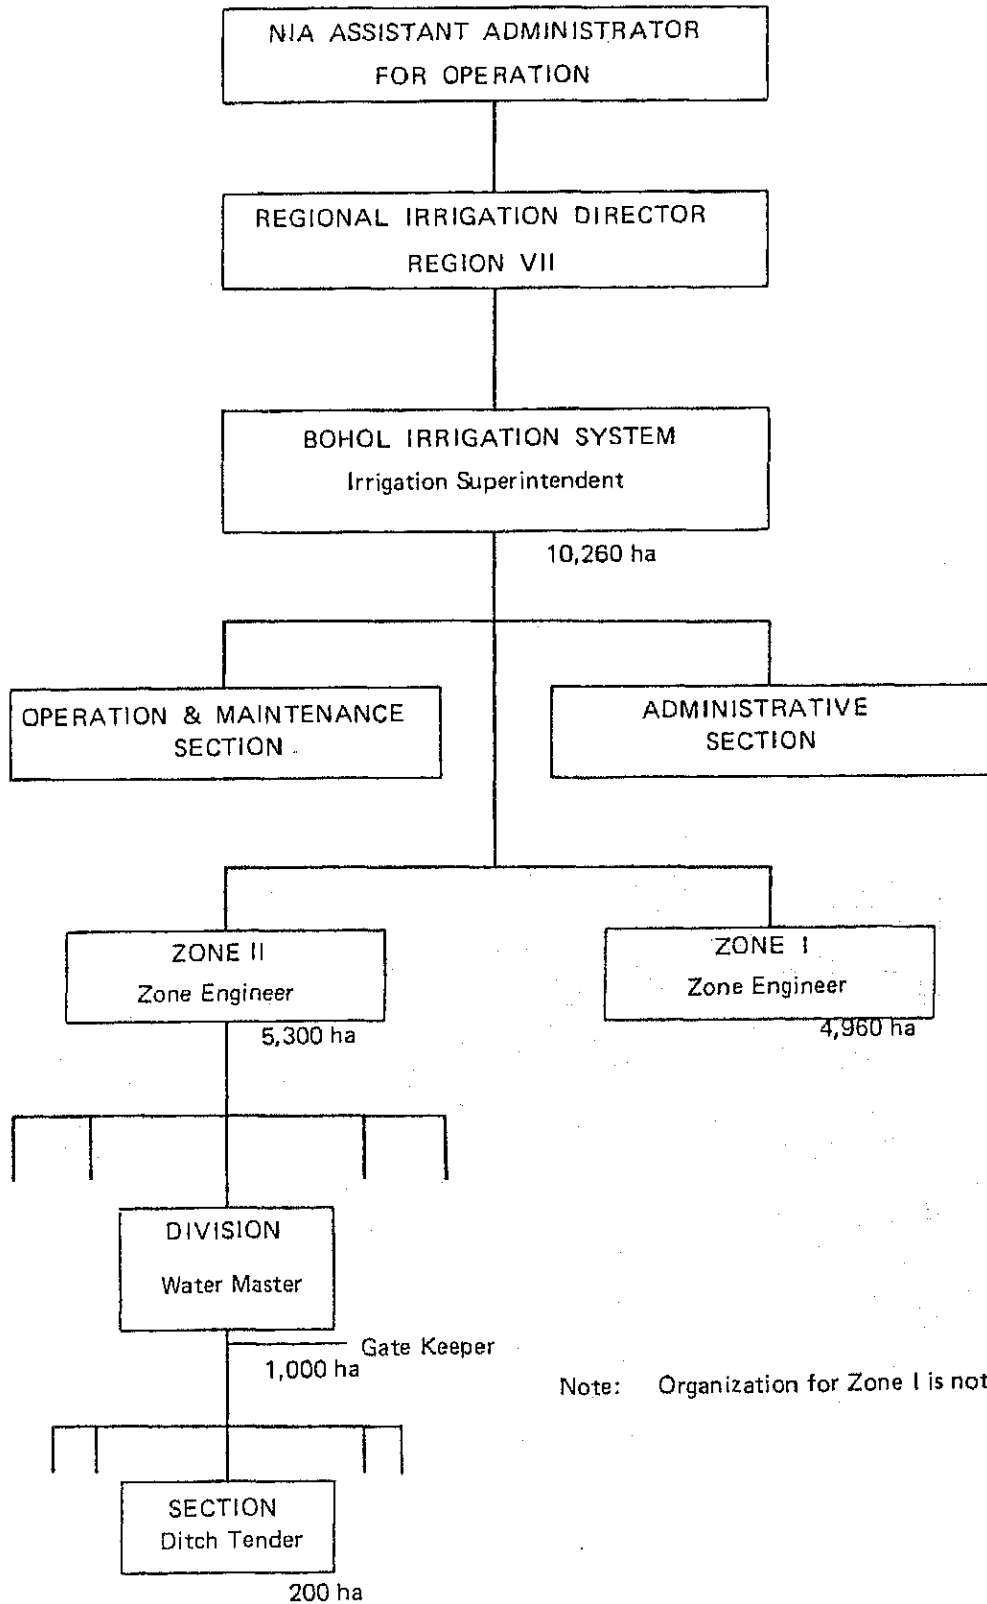 NIA ASSISTANT ADMINISTRATOR
FOR OPERATION
REGIONAL IRRIGATION DIRECTOR
REGION VII
BOHOL IRRIGATION SYSTEM
Irrigation Superintendent
10,260 ha
OPERATION & MAINTENANCE
SECTION
ADMINISTRATIVE
SECTION
ZONE II
Zone Engineer
5,300 ha
ZONE I
Zone Engineer
4,960 ha
DIVISION
Water Master
Gate Keeper
1,000 ha
Note: Organization for Zone I is not
SECTION
Ditch Tender
200 ha